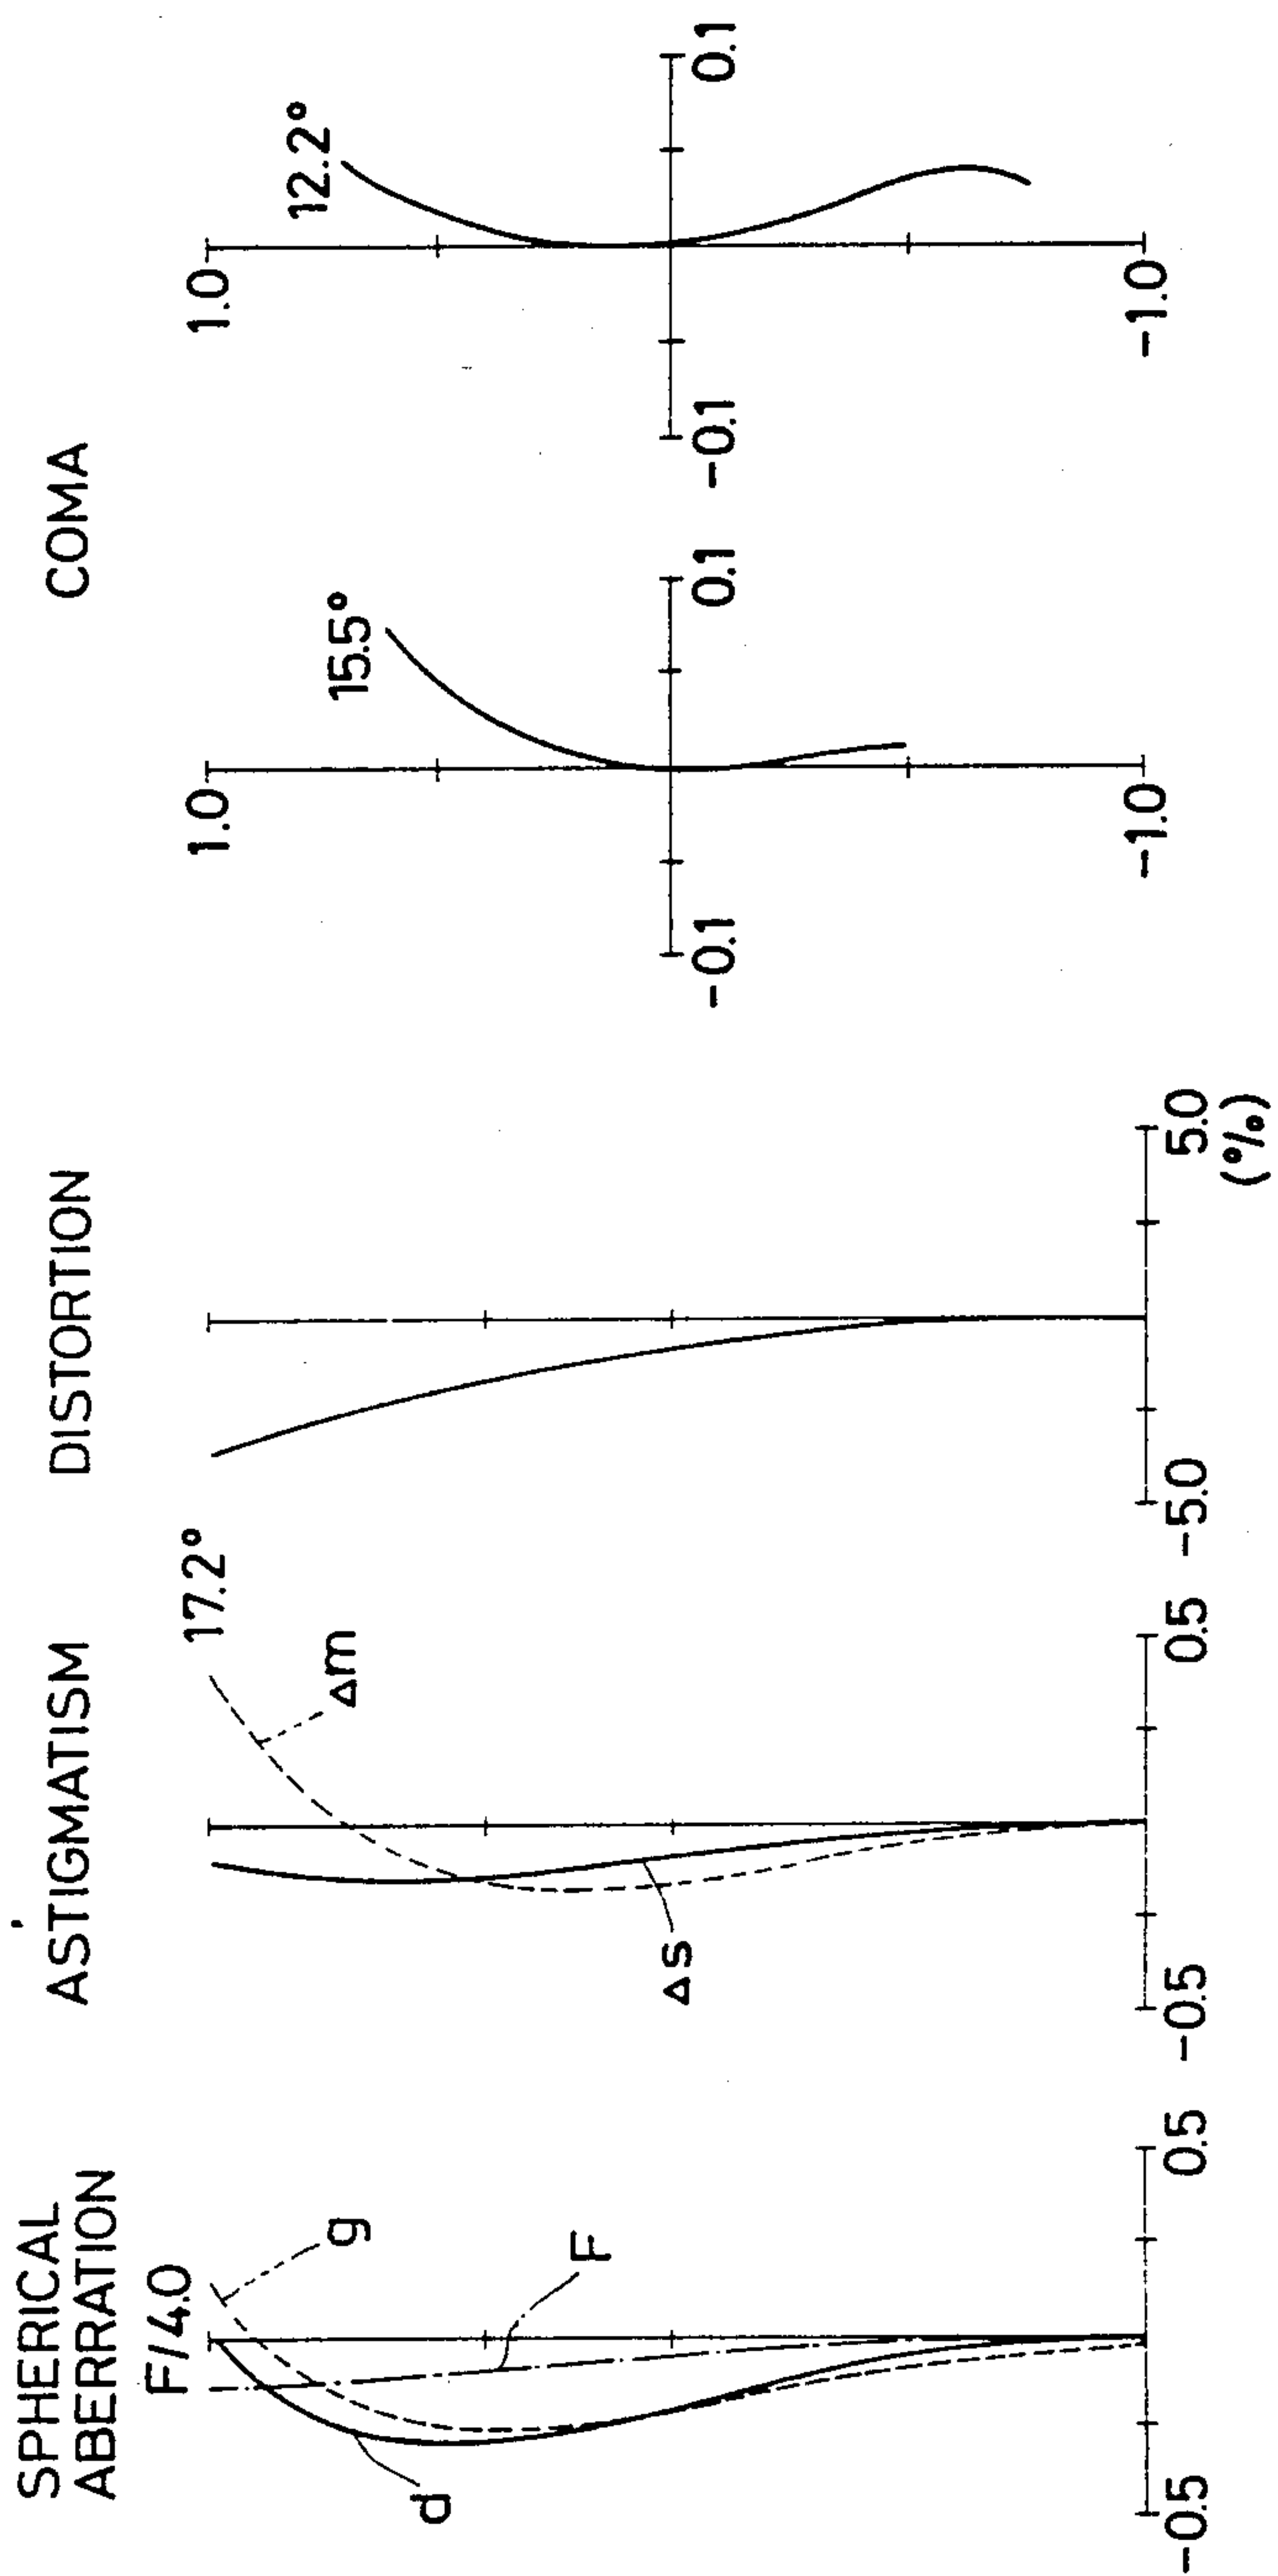 SPHERICAL
ABERRATION
F/4.0
g
F
d
-0.5
0.5
ASTIGMATISM
17.2°
Δm
Δs
-0.5
0.5
DISTORTION
-5.0
5.0
(%)
COMA
15.5°
1.0
-0.1
0.1
-1.0
12.2°
1.0
-0.1
0.1
-1.0